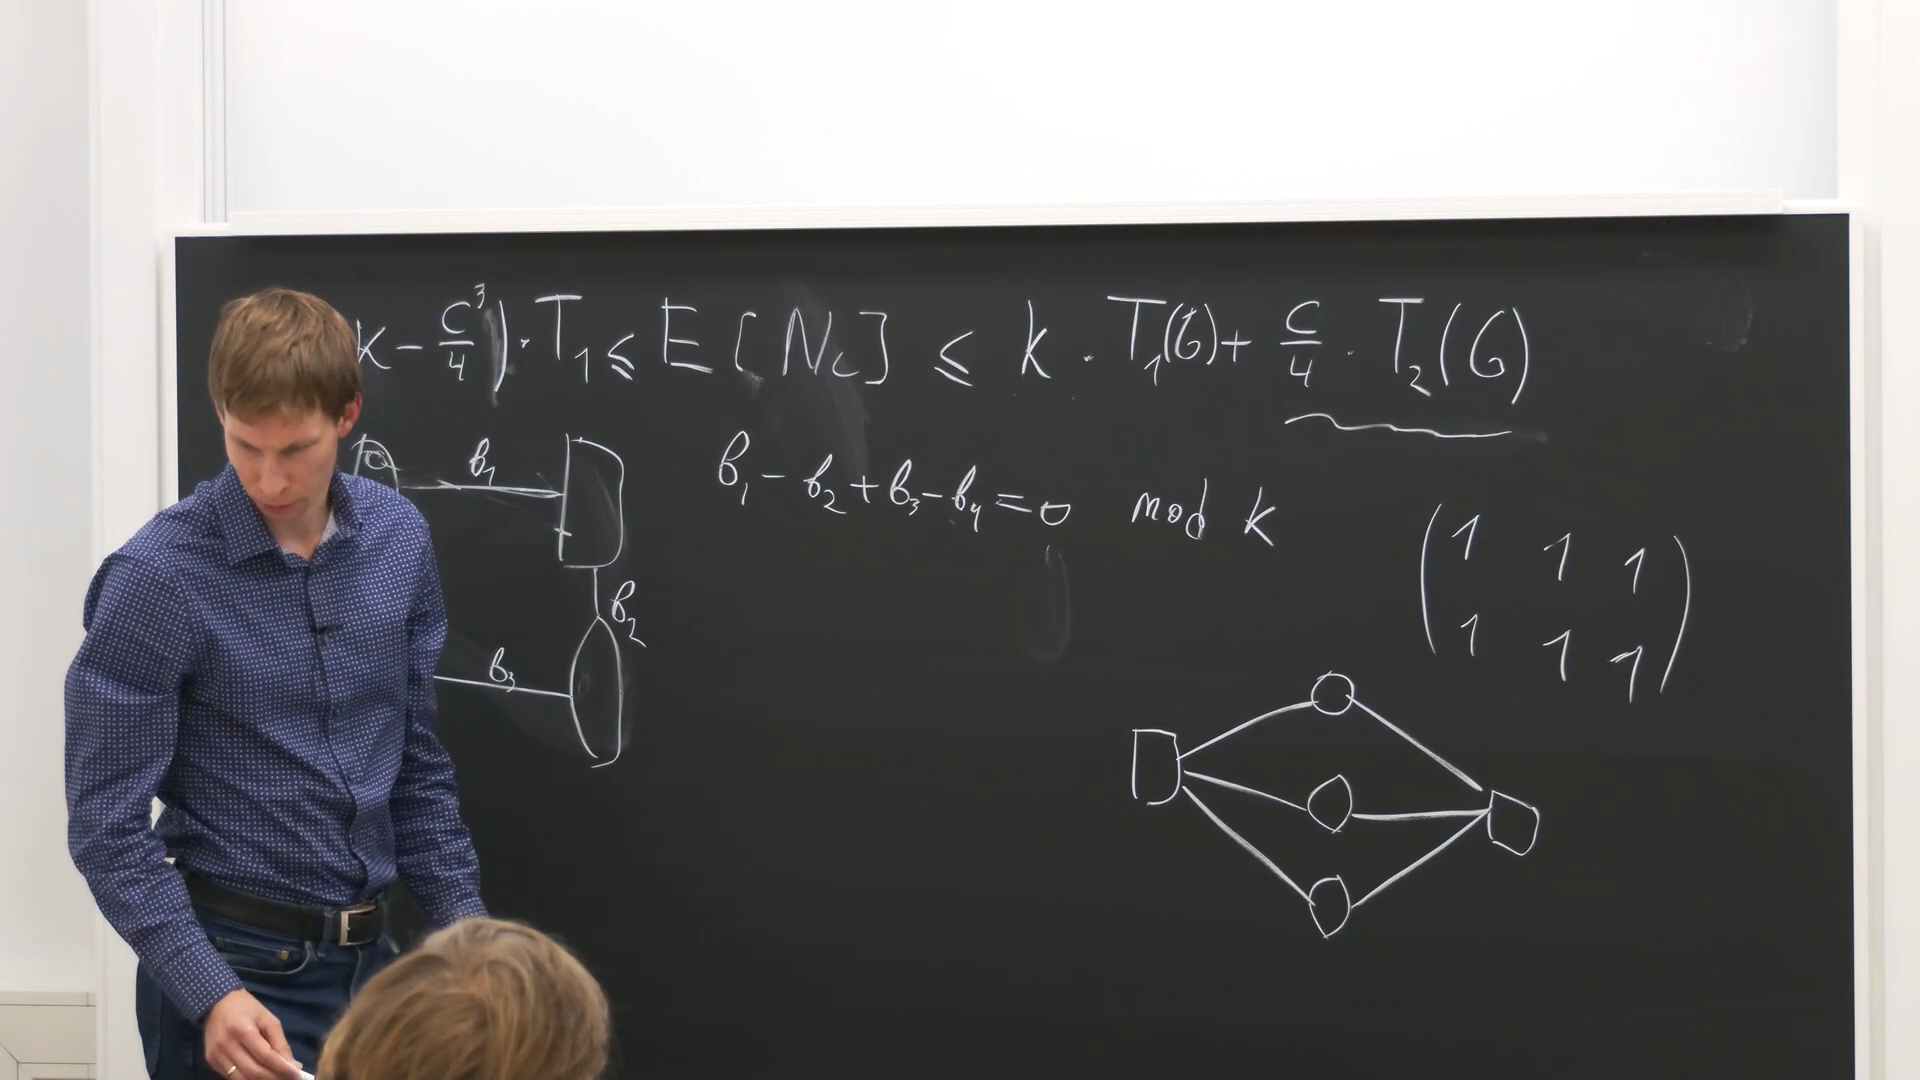 k - c³/4) · T₁ ≤ E [N_c] ≤ k · T₁(G) + c/4 · T₂(G)
b₁
b₁ - b₂ + b₃ - b₄ = 0 mod k
1 1 1
b₂
1 1 1
b₃